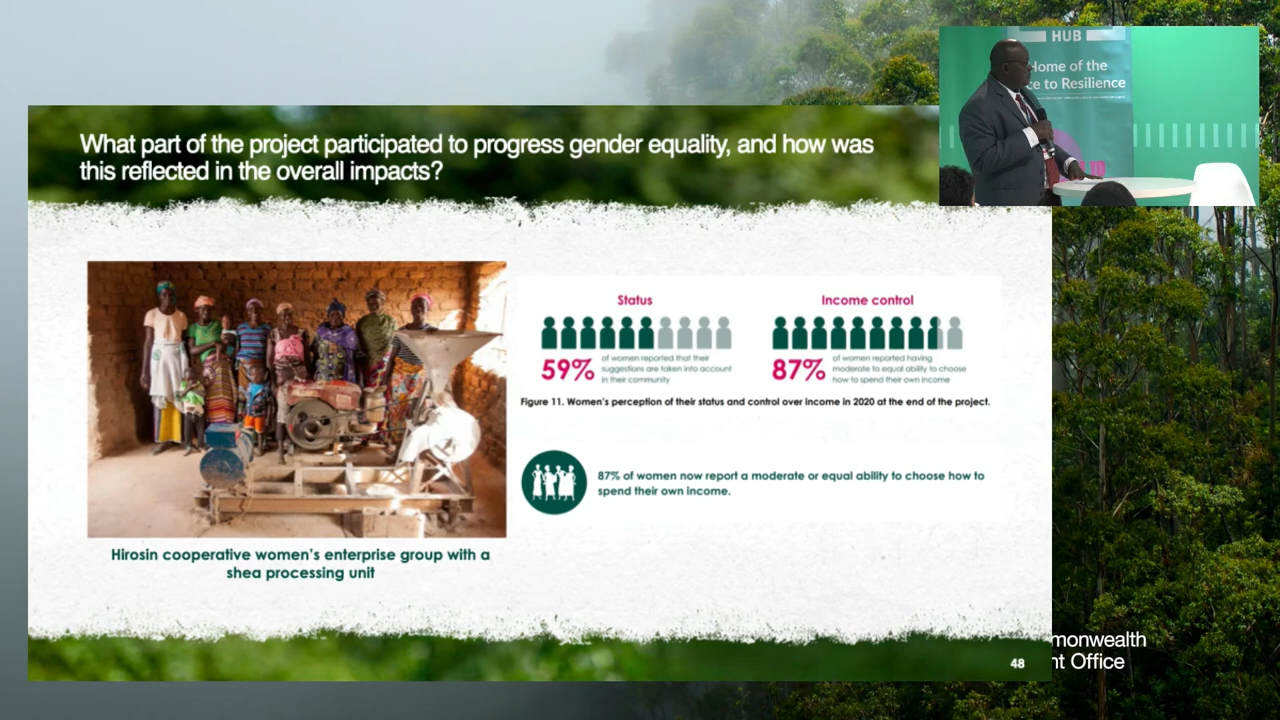 What part of the project participated to progress gender equality, and how was
this reflected in the overall impacts?
HUB
Home of the
ce to Resilience
Status
59%
of women reported that their
suggestions are taken into account
in their community
Income control
87%
of women reported having
moderate to equal ability to choose
how to spend their own income
Figure 11. Women's perception of their status and control over income in 2020 at the end of the project.
87% of women now report a moderate or equal ability to choose how to
spend their own income.
Hirosin cooperative women's enterprise group with a
shea processing unit
48
monwealth
nt Office